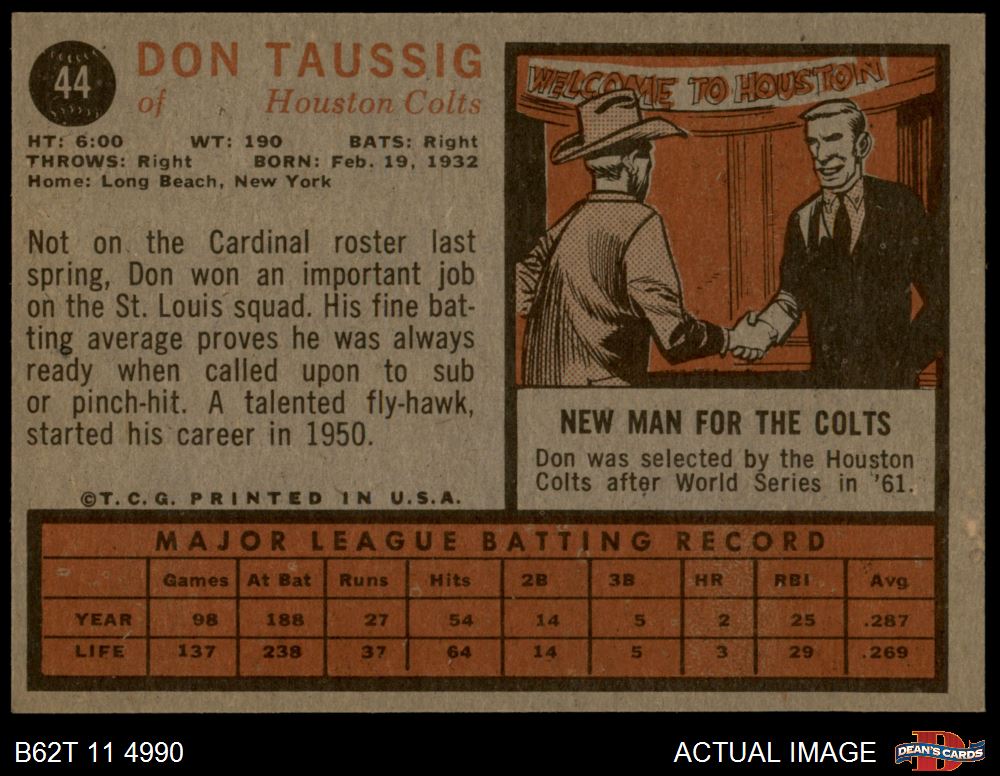 44
DON TAUSSIG
of Houston Colts
HT: 6:00 WT: 190 BATS: Right
THROWS: Right BORN: Feb. 19, 1932
Home: Long Beach, New York
Not on the Cardinal roster last
spring, Don won an important job
on the St. Louis squad. His fine bat-
ting average proves he was always
ready when called upon to sub
or pinch-hit. A talented fly-hawk,
started his career in 1950.
©T.C.G. PRINTED IN U.S.A.
WELCOME TO HOUSTON
NEW MAN FOR THE COLTS
Don was selected by the Houston
Colts after World Series in '61.
MAJOR LEAGUE BATTING RECORD
Games At Bat Runs Hits 2B 3B HR RBI Avg
YEAR 98 188 27 54 14 5 2 25 .287
LIFE 137 238 37 64 14 5 3 29 .269
B62T 11 4990
ACTUAL IMAGE
DEAN'S CARDS